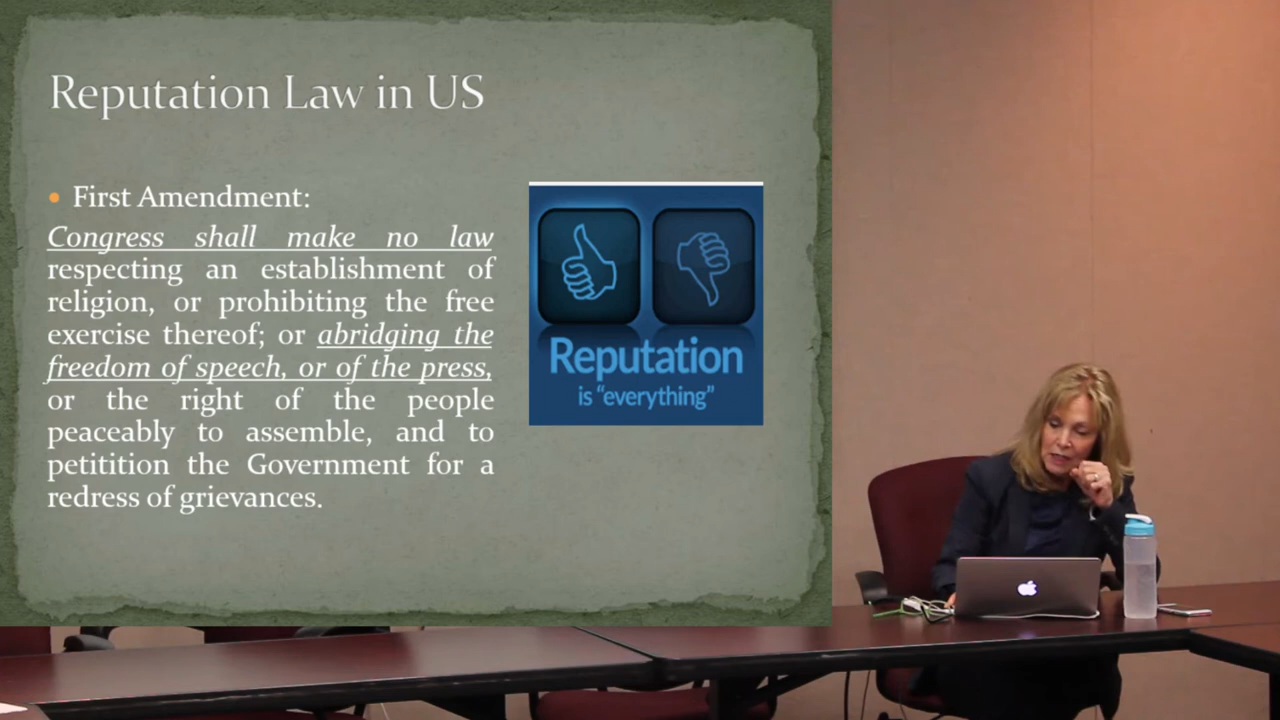 Reputation Law in US
• First Amendment:
Congress shall make no law
respecting an establishment of
religion, or prohibiting the free
exercise thereof; or abridging the
freedom of speech, or of the press,
or the right of the people
peaceably to assemble, and to
petitition the Government for a
redress of grievances.
Reputation
is "everything"